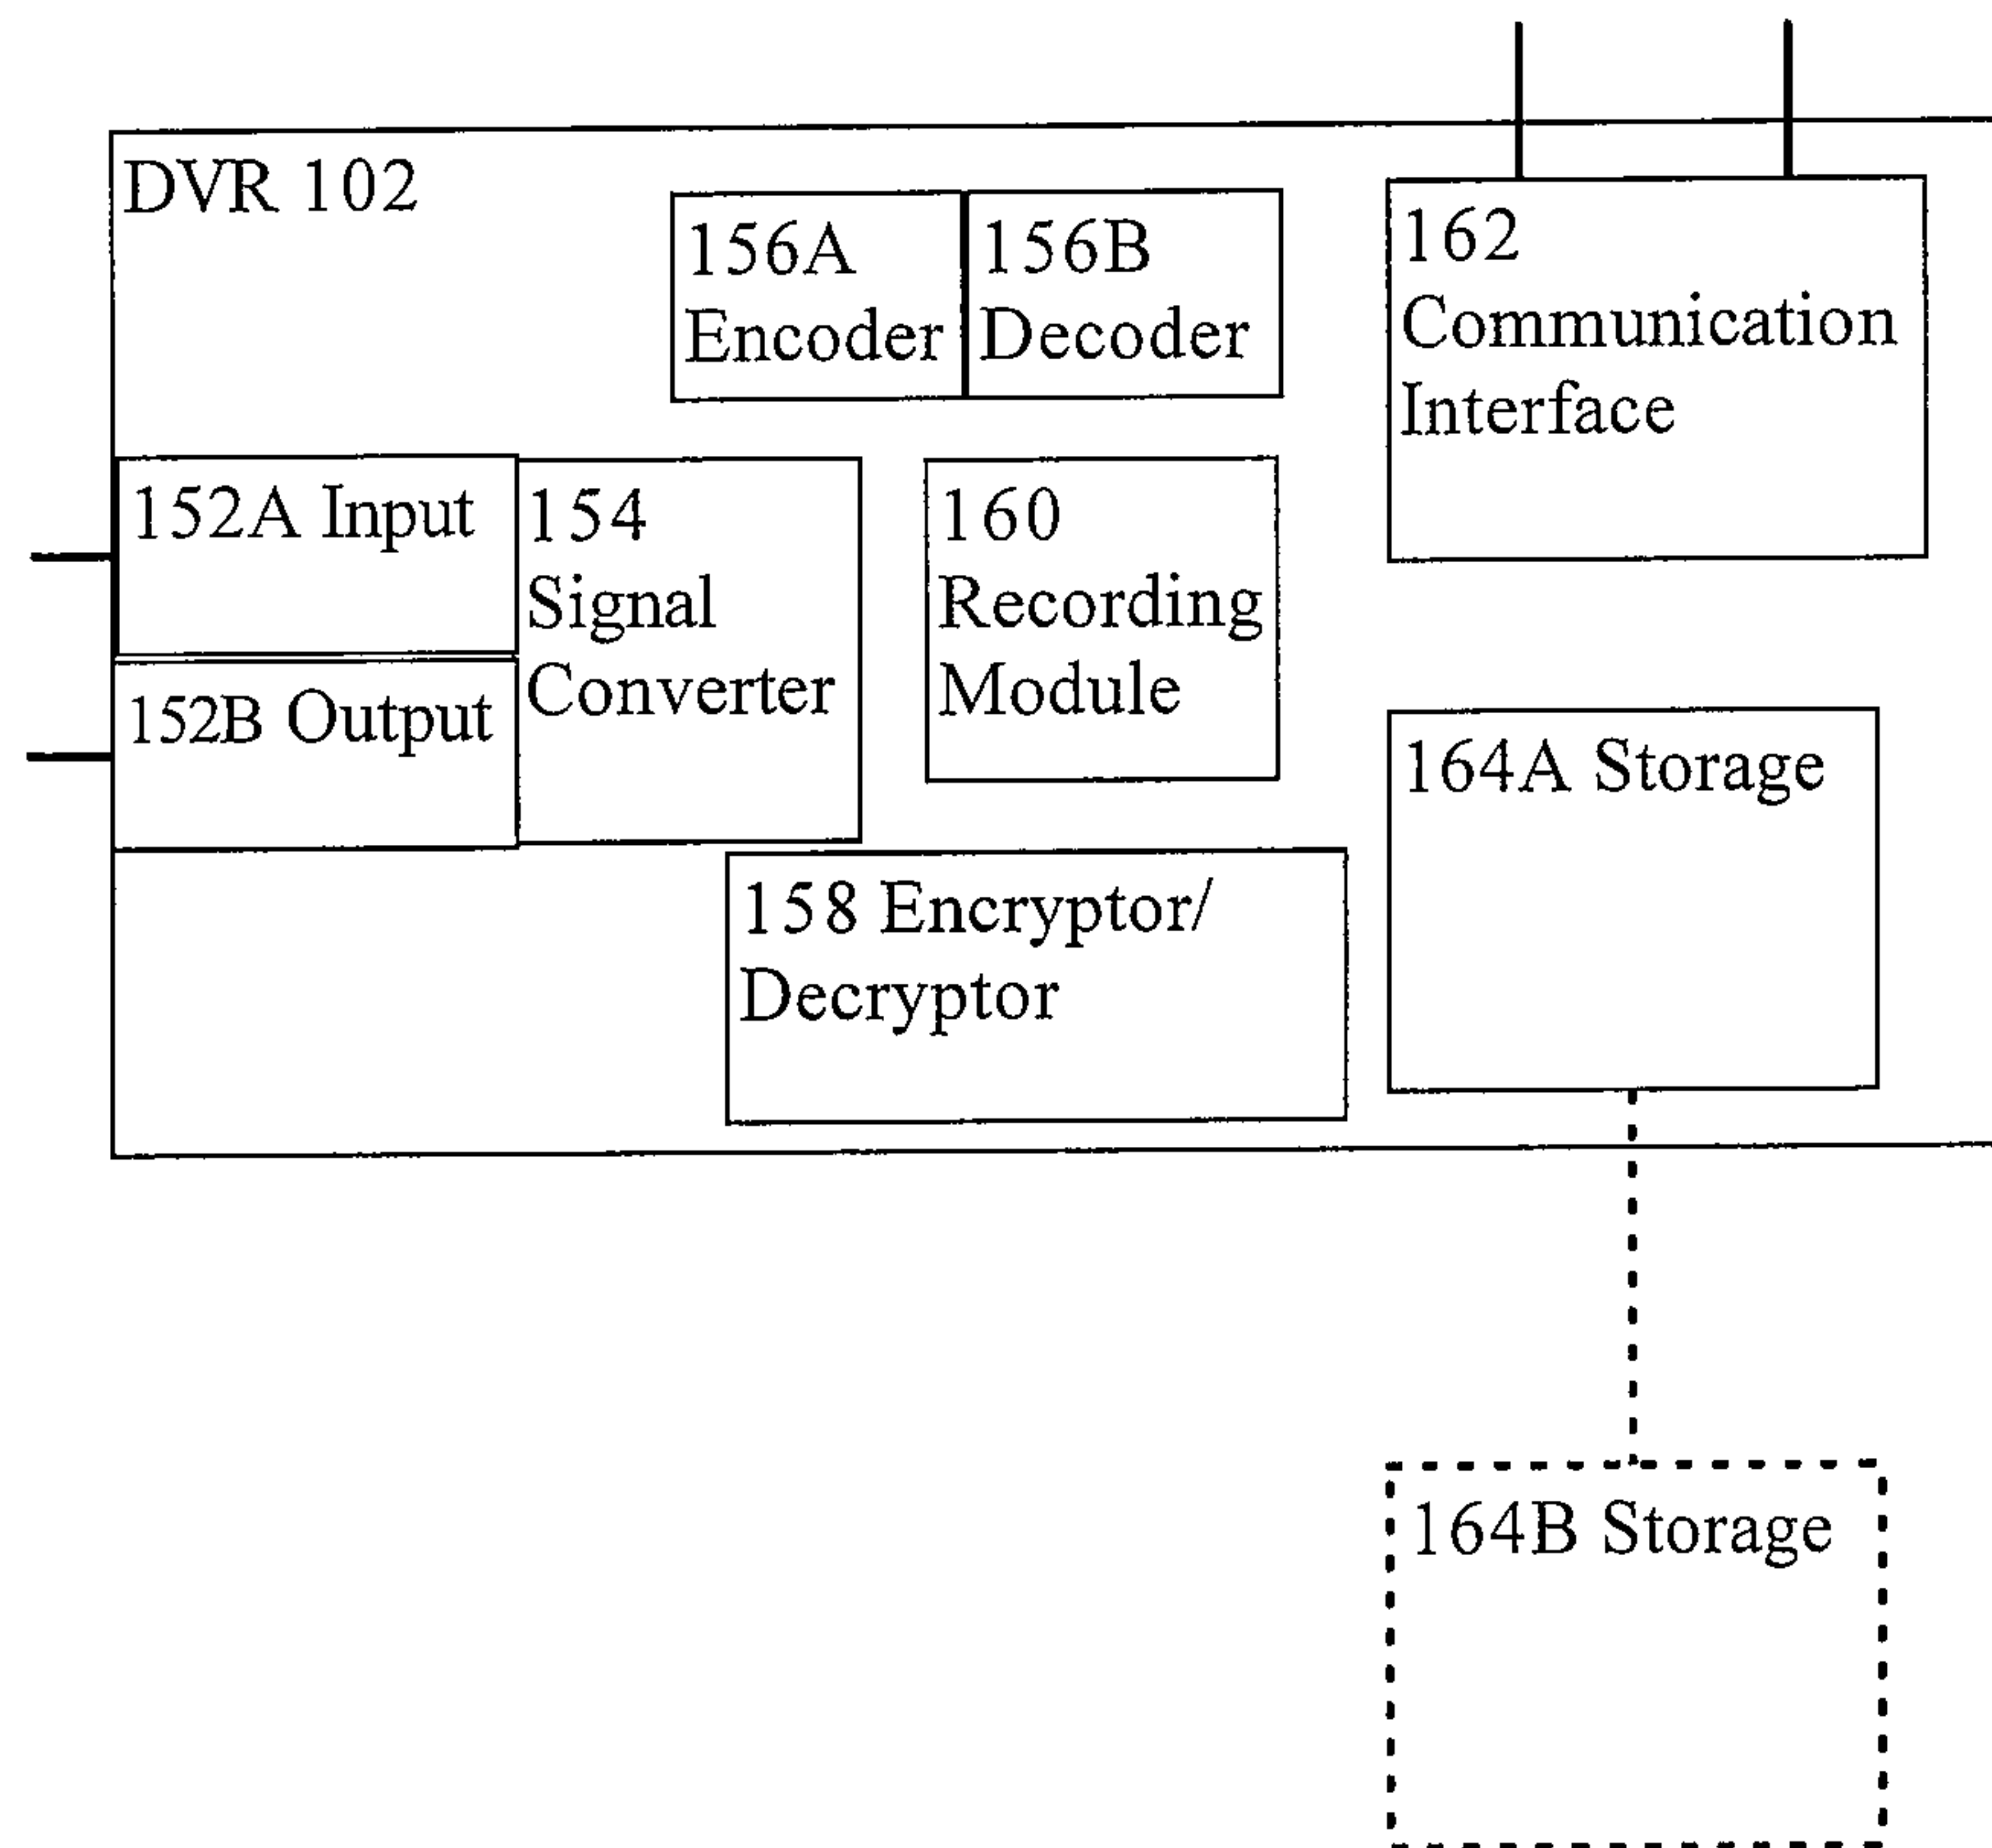 DVR 102
156A
Encoder
156B
Decoder
162
Communication
Interface
152A Input
154
Signal
Converter
160
Recording
Module
152B Output
164A Storage
158 Encryptor/
Decryptor
164B Storage